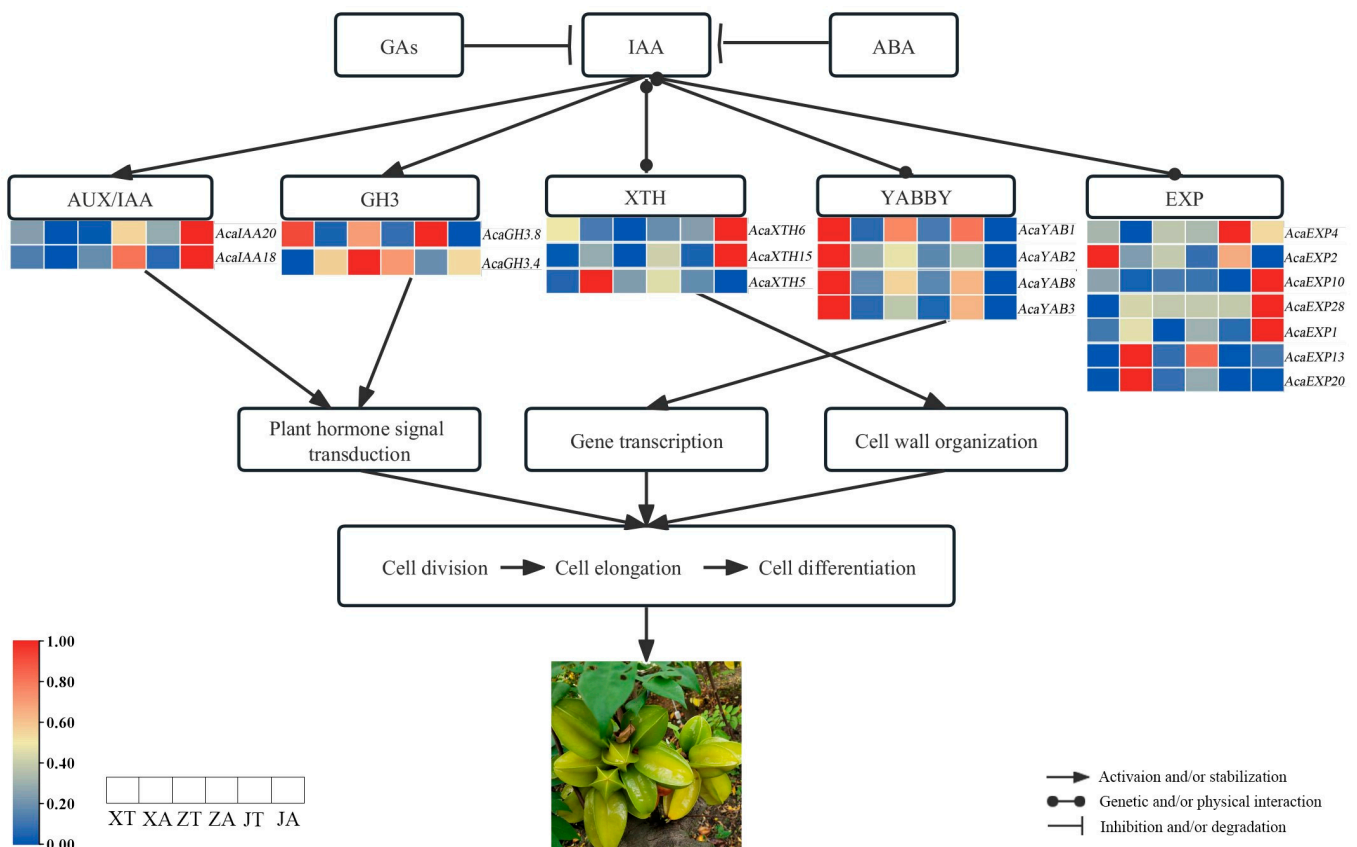 GAs
IAA
ABA
AUX/IAA
GH3
XTH
YABBY
EXP
AcaIAA20
AcaIAA18
AcaGH3.8
AcaGH3.4
AcaXTH6
AcaXTH15
AcaXTH5
AcaYAB1
AcaYAB2
AcaYAB8
AcaYAB3
AcaEXP4
AcaEXP2
AcaEXP10
AcaEXP28
AcaEXP1
AcaEXP13
AcaEXP20
Plant hormone signal
transduction
Gene transcription
Cell wall organization
Cell division
Cell elongation
Cell differentiation
1.00
0.80
0.60
0.40
0.20
0.00
XT XA ZT ZA JT JA
Activaion and/or stabilization
Genetic and/or physical interaction
Inhibition and/or degradation